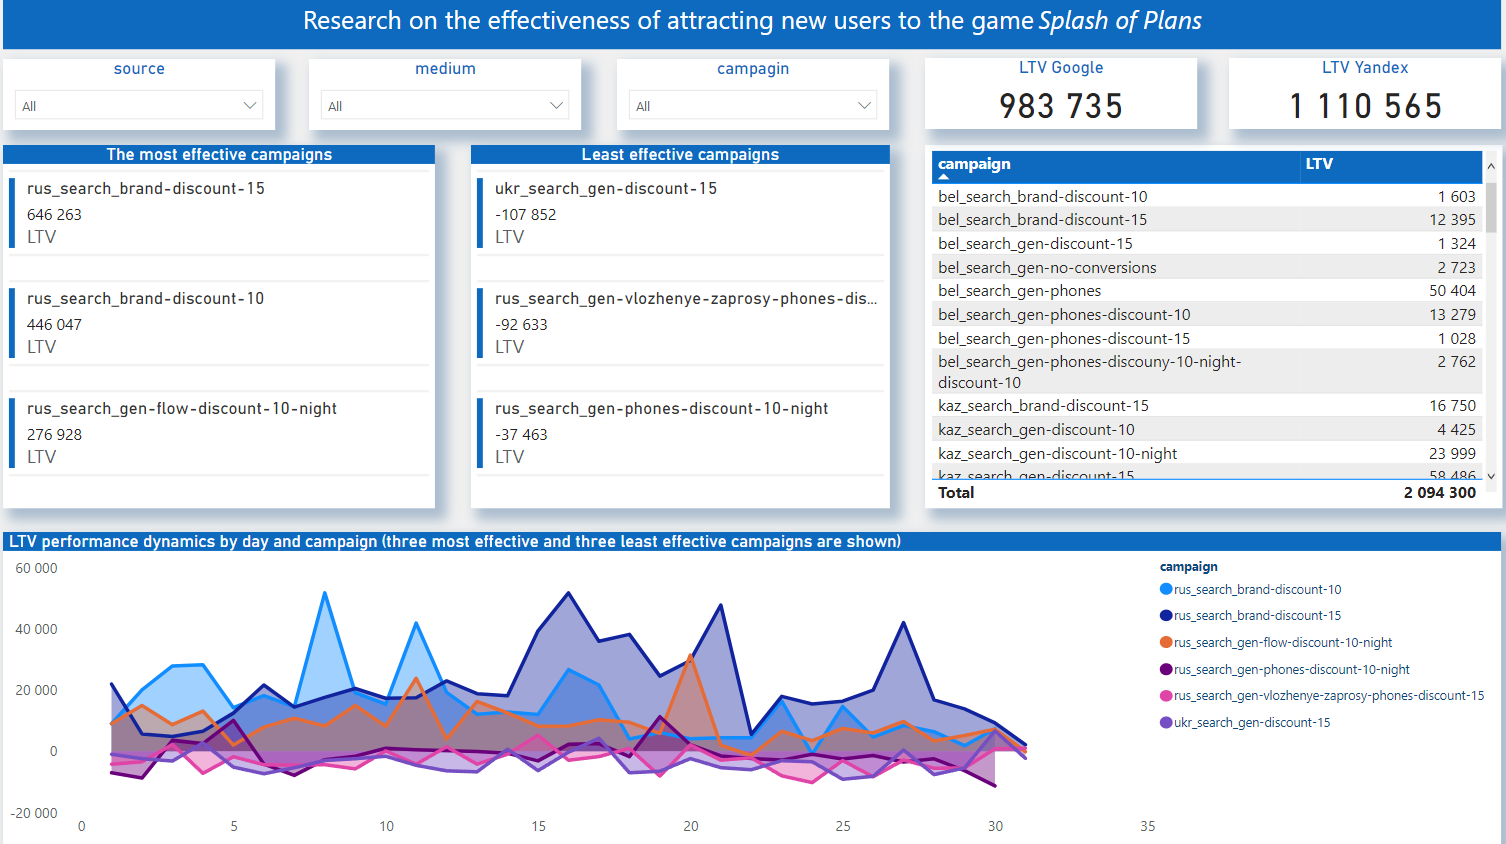 Research on the effectiveness of attracting new users to the game Splash of Plans
source
All
medium
All
campagin
All
LTV Google
983 735
LTV Yandex
1 110 565
The most effective campaigns
rus_search_brand-discount-15
646 263
LTV
rus_search_brand-discount-10
446 047
LTV
rus_search_gen-flow-discount-10-night
276 928
LTV
Least effective campaigns
ukr_search_gen-discount-15
-107 852
LTV
rus_search_gen-vlozhenye-zaprosy-phones-dis...
-92 633
LTV
rus_search_gen-phones-discount-10-night
-37 463
LTV
campaign LTV
bel_search_brand-discount-10 1 603
bel_search_brand-discount-15 12 395
bel_search_gen-discount-15 1 324
bel_search_gen-no-conversions 2 723
bel_search_gen-phones 50 404
bel_search_gen-phones-discount-10 13 279
bel_search_gen-phones-discount-15 1 028
bel_search_gen-phones-discouny-10-night- 2 762
discount-10
kaz_search_brand-discount-15 16 750
kaz_search_gen-discount-10 4 425
kaz_search_gen-discount-10-night 23 999
kaz_search_gen-discount-15 58 486
Total 2 094 300
LTV performance dynamics by day and campaign (three most effective and three least effective campaigns are shown)
60 000
40 000
20 000
0
-20 000
0 5 10 15 20 25 30 35
campaign
rus_search_brand-discount-10
rus_search_brand-discount-15
rus_search_gen-flow-discount-10-night
rus_search_gen-phones-discount-10-night
rus_search_gen-vlozhenye-zaprosy-phones-discount-15
ukr_search_gen-discount-15